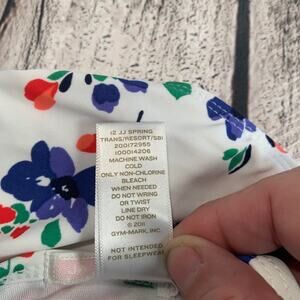 12 JJ SPRING
TRANS/RESORT/SB1
200172955
100014206
MACHINE WASH
COLD
ONLY NON-CHLORINE
BLEACH
WHEN NEEDED
DO NOT WRING
OR TWIST
LINE DRY
DO NOT IRON
© 2011
GYM-MARK, INC.
NOT INTENDED
FOR SLEEPWEAR